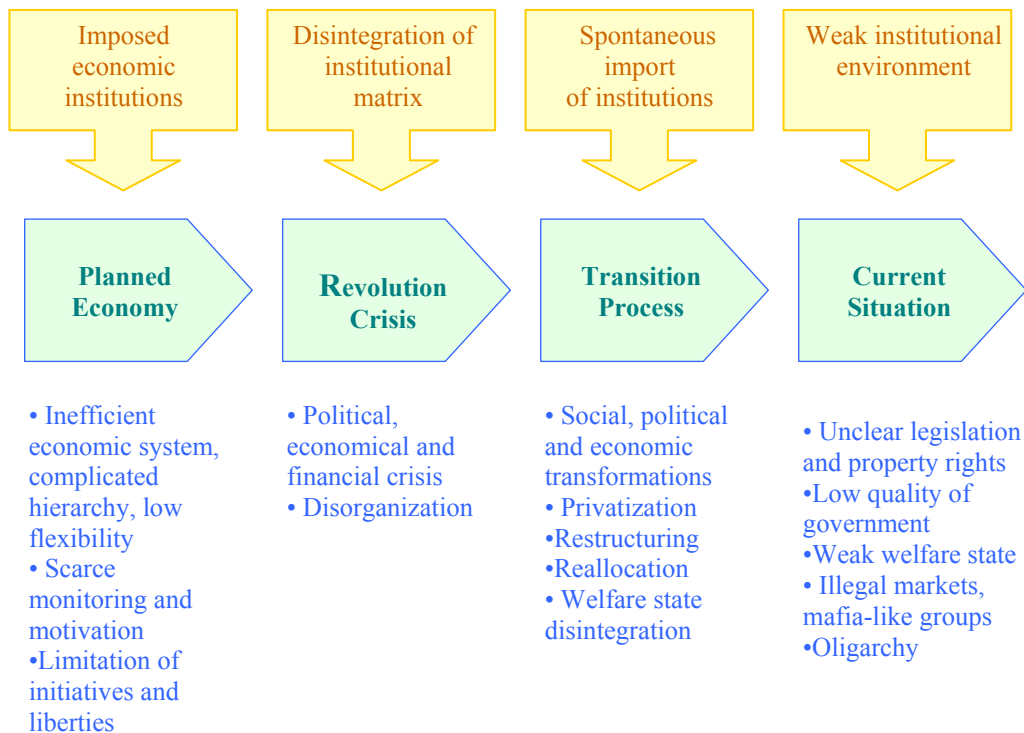 Imposed
economic
institutions
Disintegration of
institutional
matrix
Spontaneous
import
of institutions
Weak institutional
environment
Planned
Economy
Revolution
Crisis
Transition
Process
Current
Situation
• Inefficient
economic system,
complicated
hierarchy, low
flexibility
• Scarce
monitoring and
motivation
•Limitation of
initiatives and
liberties
• Political,
economical and
financial crisis
• Disorganization
• Social, political
and economic
transformations
• Privatization
•Restructuring
•Reallocation
• Welfare state
disintegration
• Unclear legislation
and property rights
•Low quality of
government
•Weak welfare state
• Illegal markets,
mafia-like groups
•Oligarchy